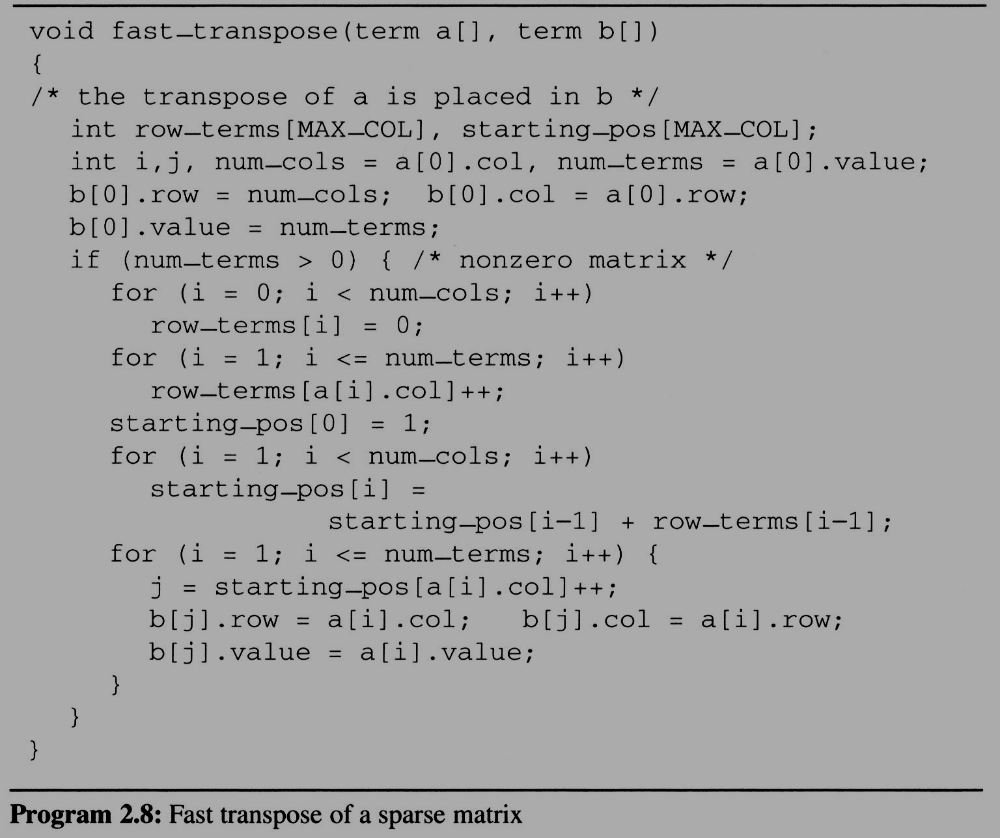 void fast_transpose(term a[], term b[])
{
/* the transpose of a is placed in b */
int row_terms[MAX_COL], starting_pos[MAX_COL];
int i,j, num_cols = a[0].col, num_terms = a[0].value;
b[0].row = num_cols; b[0].col = a[0].row;
b[0].value = num_terms;
if (num_terms > 0) { /* nonzero matrix */
for (i = 0; i < num_cols; i++)
row_terms[i] = 0;
for (i = 1; i <= num_terms; i++)
row_terms[a[i].col]++;
starting_pos[0] = 1;
for (i = 1; i < num_cols; i++)
starting_pos[i] =
starting_pos[i-1] + row_terms[i-1];
for (i = 1; i <= num_terms; i++) {
j = starting_pos[a[i].col]++;
b[j].row = a[i].col; b[j].col = a[i].row;
b[j].value = a[i].value;
}
}
}
Program 2.8: Fast transpose of a sparse matrix